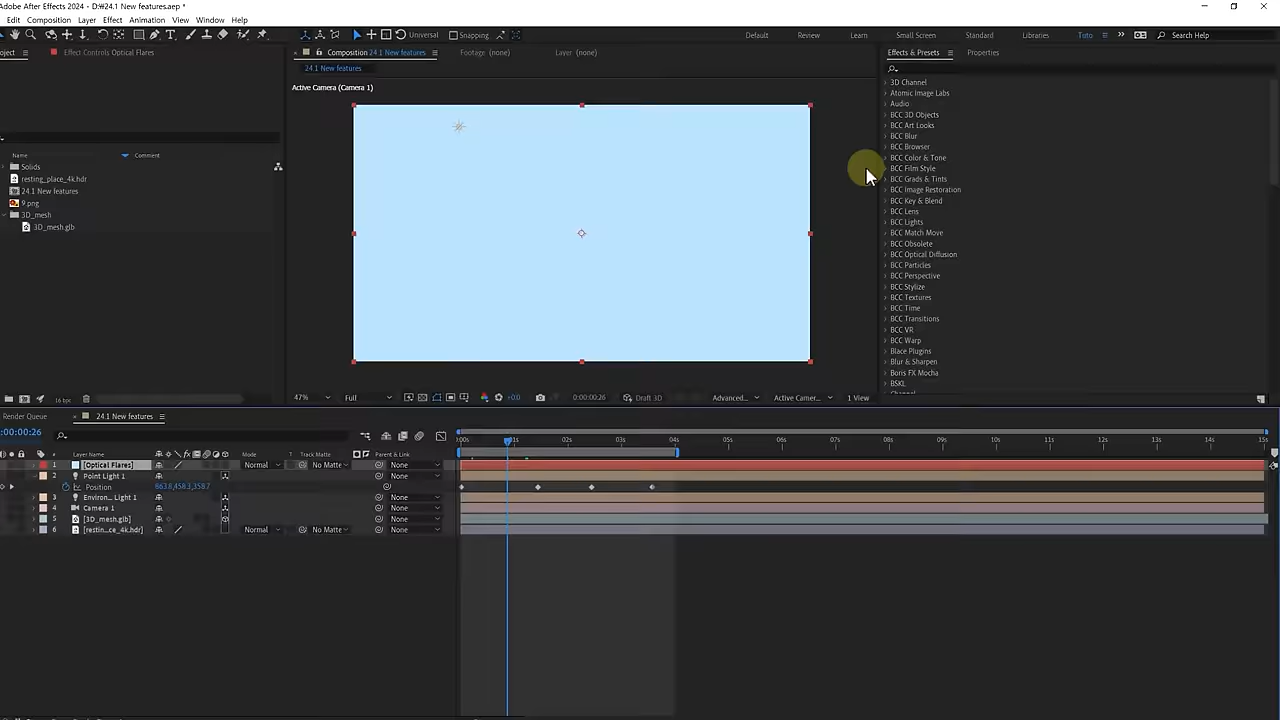 Adobe After Effects 2024 - D:\#24.1 New features.aep *
Edit Composition Layer Effect Animation View Window Help
Universal Snapping Default Review Learn Small Screen Standard Libraries Toto Search Help
oject Effect Controls Optical Flares Composition 24.1 New features Footage (none) Layer (none) Effects & Presets Properties
24.1 New features
Active Camera (Camera 1)
Name Comment
Solids
resting_place_4k.hdr
24.1 New features
9 png
3D_mesh
3D_mesh.glb
3D Channel
Atomic Image Labs
Audio
BCC 3D Objects
BCC Art Looks
BCC Blur
BCC Browser
BCC Color & Tone
BCC Film Style
BCC Grads & Tints
BCC Image Restoration
BCC Key & Blend
BCC Lens
BCC Lights
BCC Match Move
BCC Obsolete
BCC Optical Diffusion
BCC Particles
BCC Perspective
BCC Stylize
BCC Textures
BCC Time
BCC Transitions
BCC VR
BCC Warp
Blace Plugins
Blur & Sharpen
Boris FX Mocha
BSKL
Channel
16 bpc 47% Full +0.0 0:00:00:26 Draft 3D Advanced... Active Camer... 1 View
Render Queue 24.1 New features
:00:00:26
:00s 01s 02s 03s 04s 05s 06s 07s 08s 09s 10s 11s 12s 13s 14s 15s
# Layer Name Mode T Track Matte Parent & Link
1 [Optical Flares] Normal No Matte None
2 Point Light 1 None
Position 863.8,458.3,358.7
3 Environ... Light 1 None
4 Camera 1 None
5 [3D_mesh.glb] None
6 [restin...ce_4k.hdr] Normal No Matte None